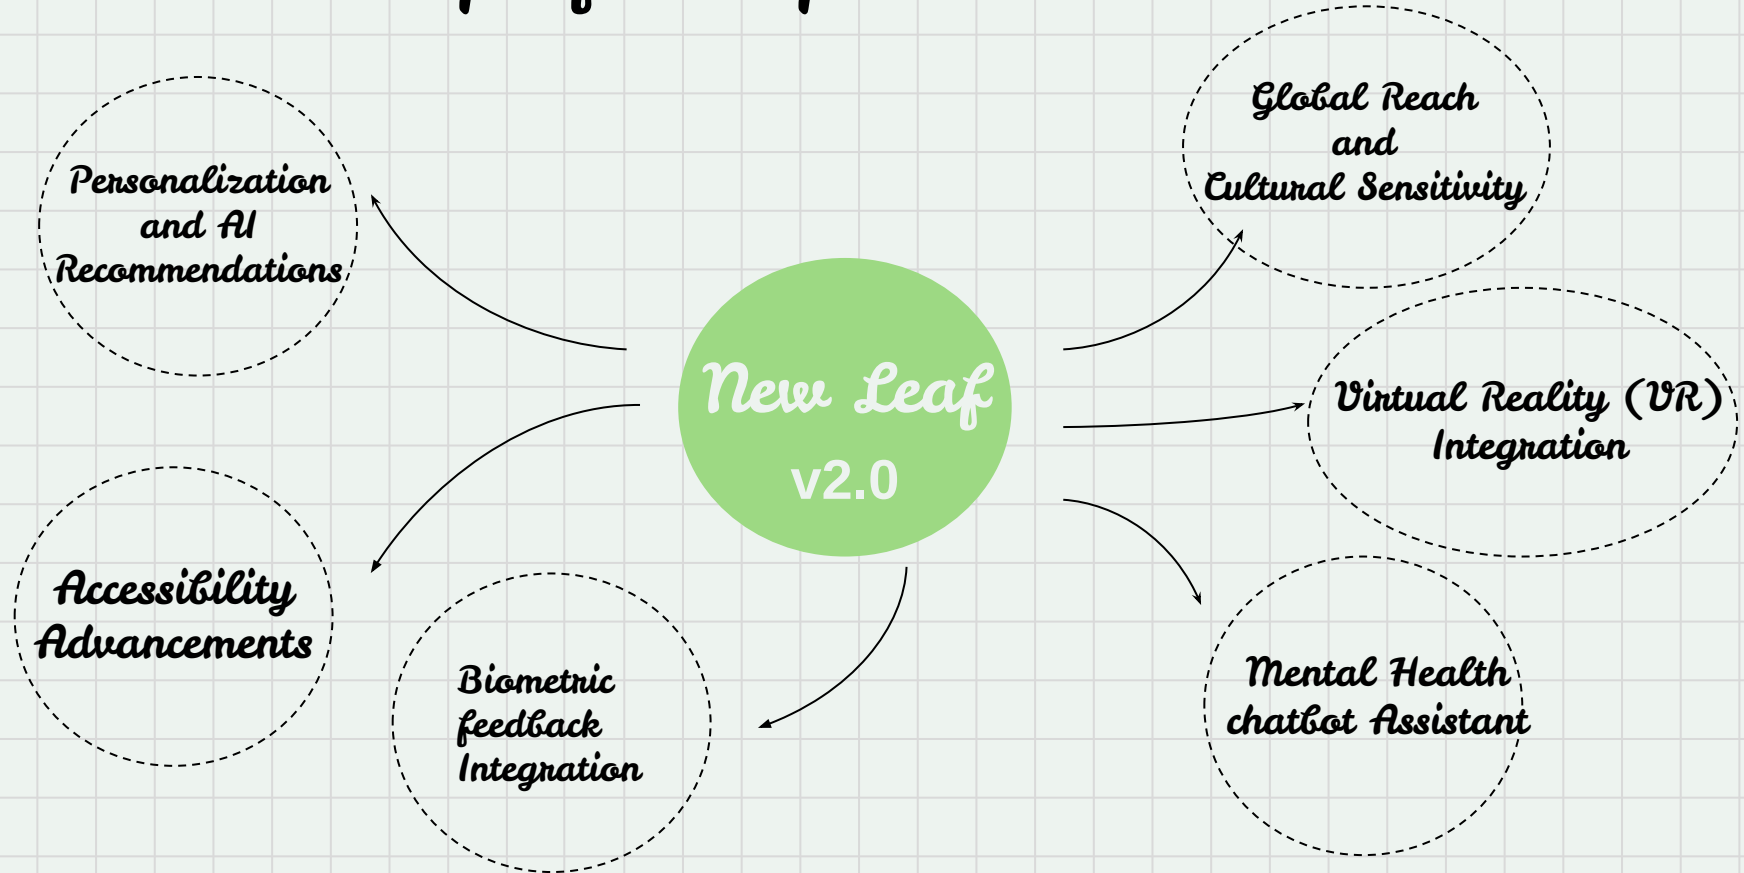 Global Reach
and
Cultural Sensitivity
Personalization
and AI
Recommendations
New Leaf
v2.0
Virtual Reality (VR)
Integration
Accessibility
Advancements
Biometric
feedback
Integration
Mental Health
chatbot Assistant